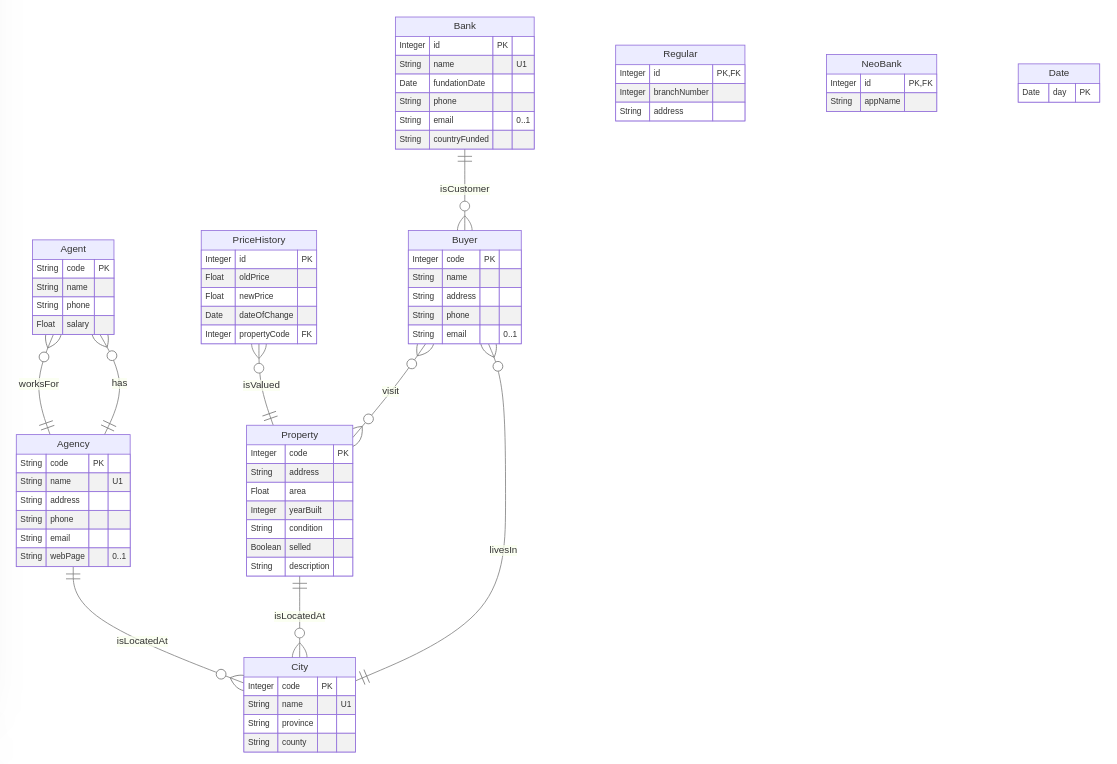 Bank
Integer id PK
String name U1
Date fundationDate
String phone
String email 0..1
String countryFunded
Regular
Integer id PK,FK
Integer branchNumber
String address
NeoBank
Integer id PK,FK
String appName
Date
Date day PK
isCustomer
Agent
String code PK
String name
String phone
Float salary
PriceHistory
Integer id PK
Float oldPrice
Float newPrice
Date dateOfChange
Integer propertyCode FK
Buyer
Integer code PK
String name
String address
String phone
String email 0..1
worksFor
has
isValued
visit
Agency
String code PK
String name U1
String address
String phone
String email
String webPage 0..1
Property
Integer code PK
String address
Float area
Integer yearBuilt
String condition
Boolean selled
String description
livesIn
isLocatedAt
isLocatedAt
City
Integer code PK
String name U1
String province
String county